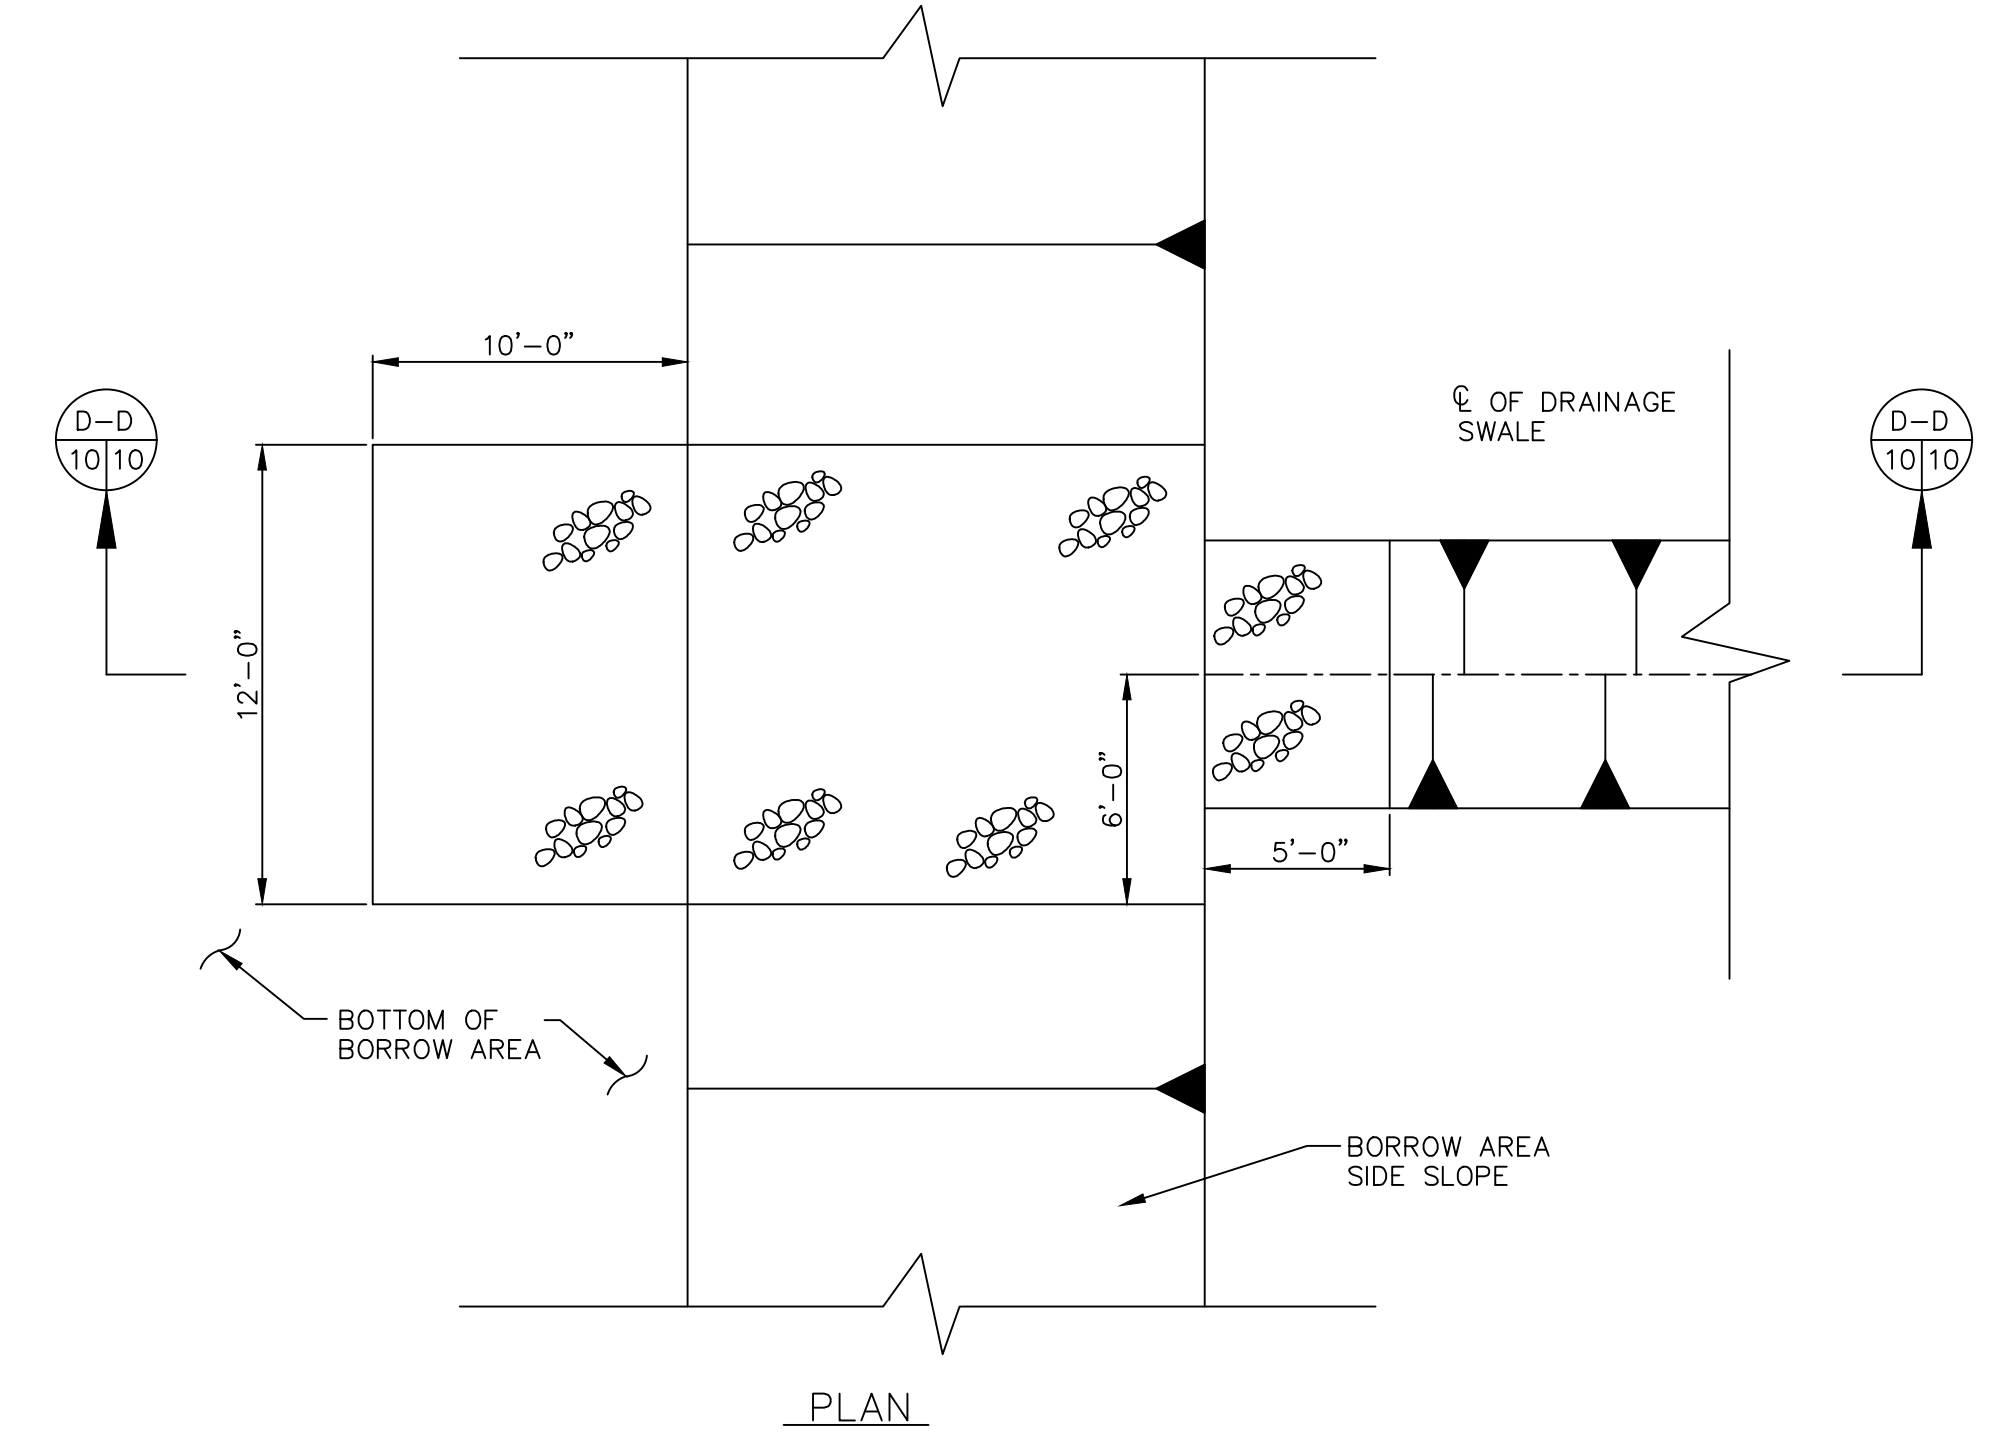 10'-0"
D-D
10 10
℄ OF DRAINAGE
SWALE
D-D
10 10
12'-0"
6'-0"
5'-0"
BOTTOM OF
BORROW AREA
BORROW AREA
SIDE SLOPE
PLAN